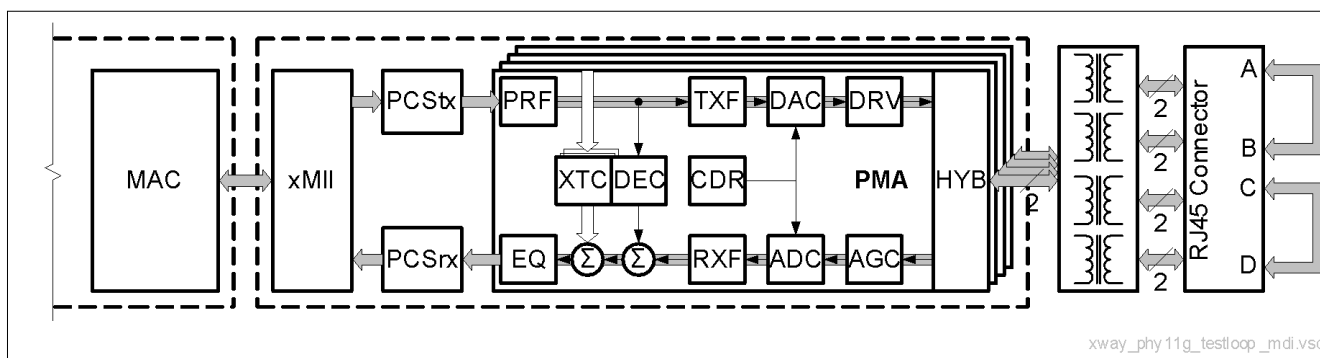 MAC
xMII
PCStx
PCSrx
PRF
TXF
DAC
DRV
XTC
DEC
CDR
PMA
HYB
EQ
Σ
Σ
RXF
ADC
AGC
2
2
2
2
2
RJ45 Connector
A
B
C
D
xway_phy11g_testloop_mdi.vsd